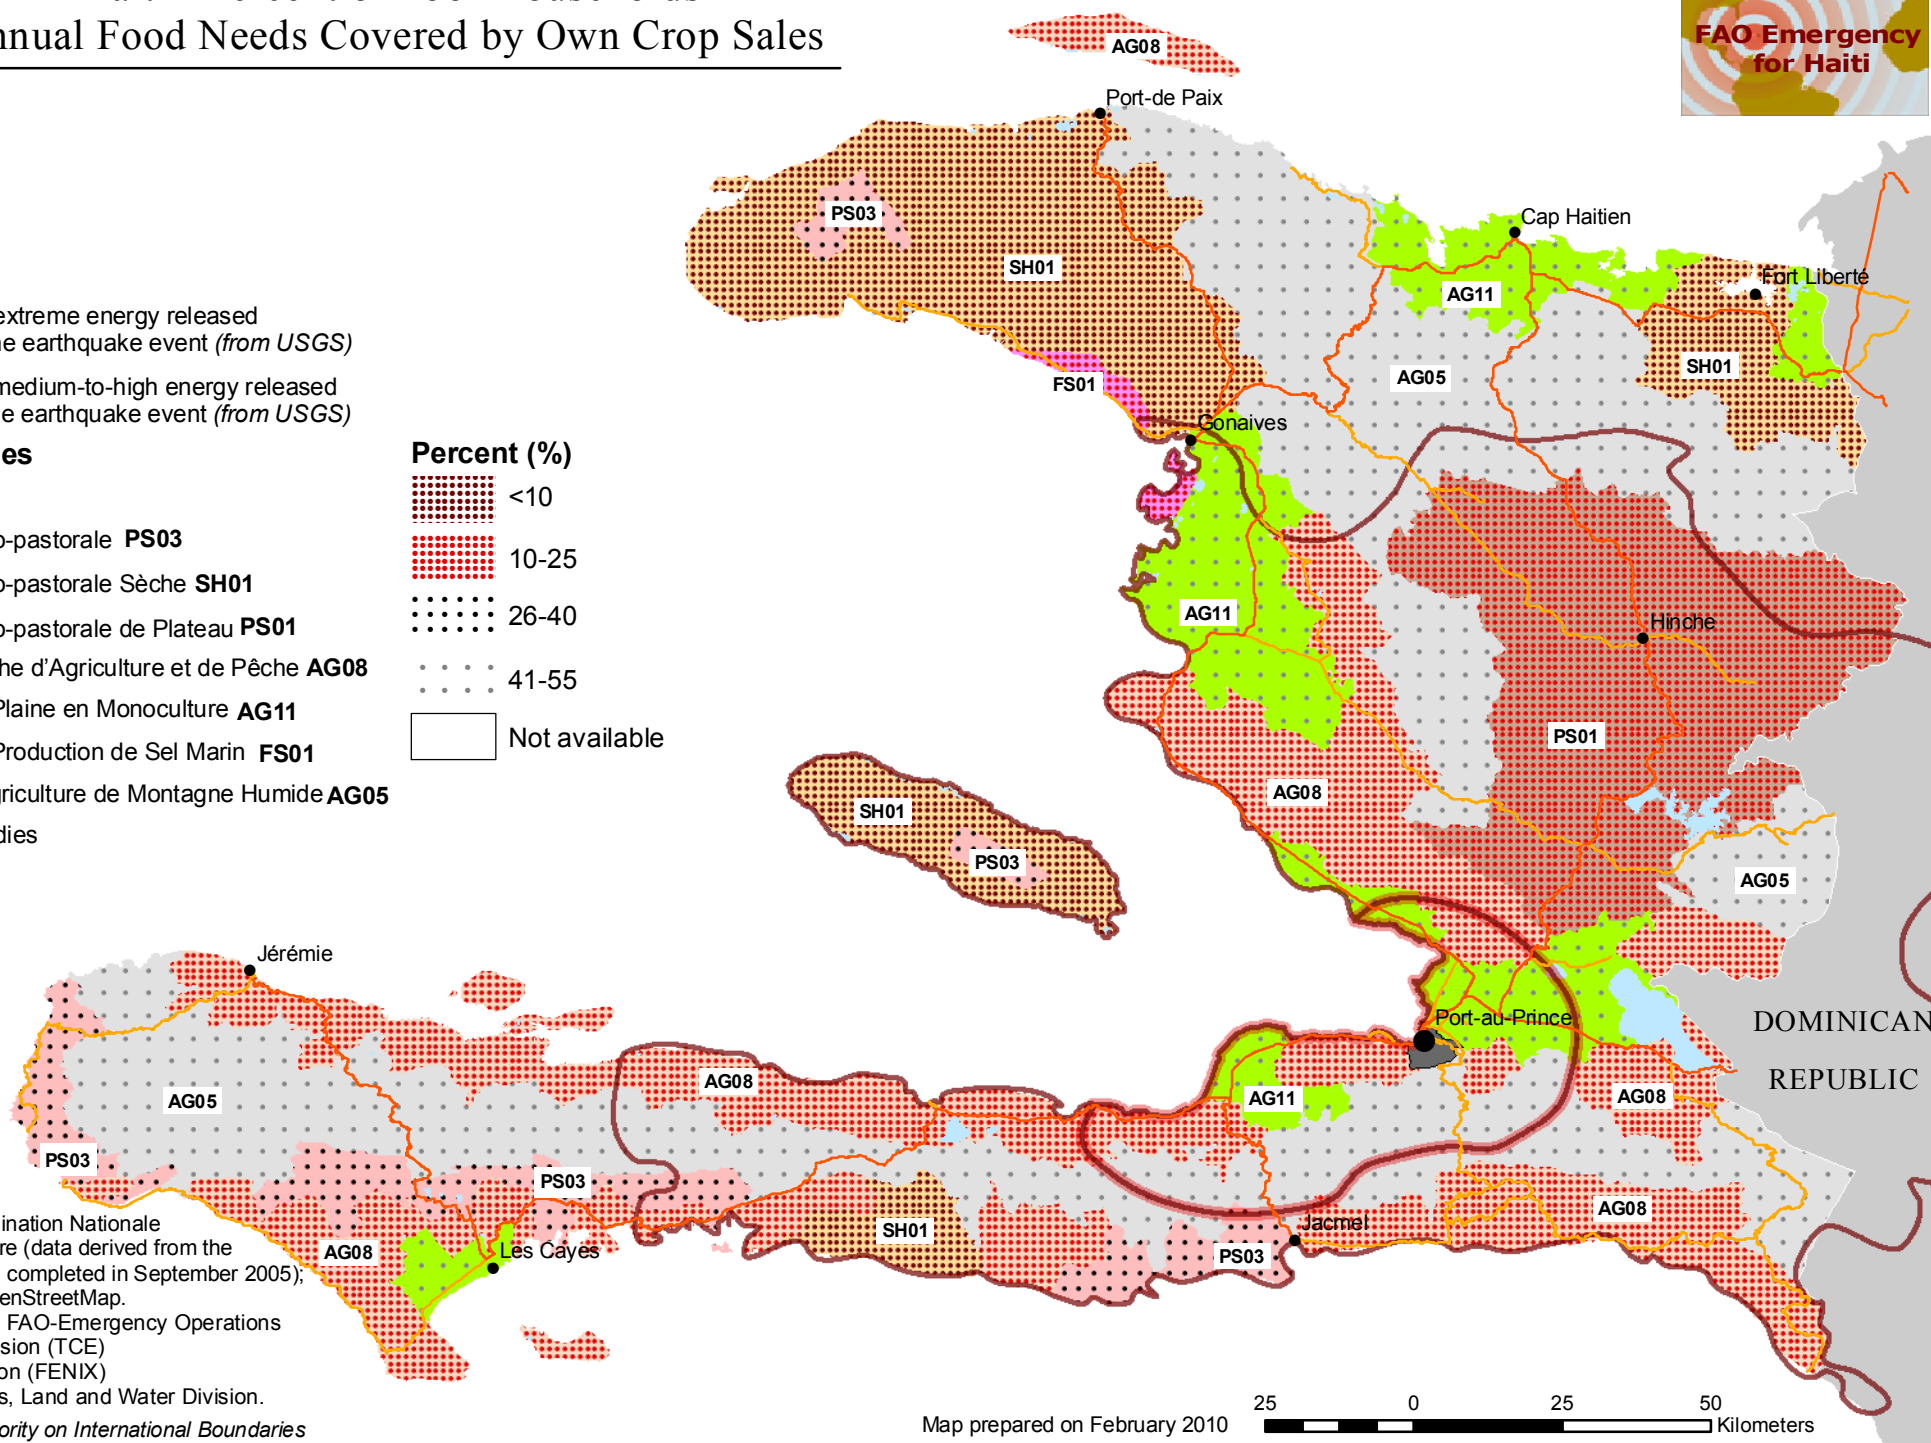 nnual Food Needs Covered by Own Crop Sales
FAO Emergency
for Haiti
extreme energy released
e earthquake event (from USGS)
medium-to-high energy released
e earthquake event (from USGS)
es
o-pastorale PS03
o-pastorale Sèche SH01
o-pastorale de Plateau PS01
he d'Agriculture et de Pêche AG08
Plaine en Monoculture AG11
Production de Sel Marin FS01
griculture de Montagne Humide AG05
dies
Percent (%)
<10
10-25
26-40
41-55
Not available
AG08
Port-de Paix
PS03
SH01
Cap Haitien
AG11
Fort Liberté
SH01
FS01
AG05
Gonaives
AG11
Hinche
PS01
AG08
SH01
PS03
AG05
Jérémie
Port-au-Prince
DOMINICAN
REPUBLIC
AG08
AG11
AG08
AG05
PS03
PS03
AG08
SH01
Jacmel
AG08
PS03
AG08
Les Cayes
ination Nationale
re (data derived from the
completed in September 2005);
enStreetMap.
FAO-Emergency Operations
sion (TCE)
on (FENIX)
s, Land and Water Division.
ority on International Boundaries
Map prepared on February 2010
25 0 25 50
Kilometers